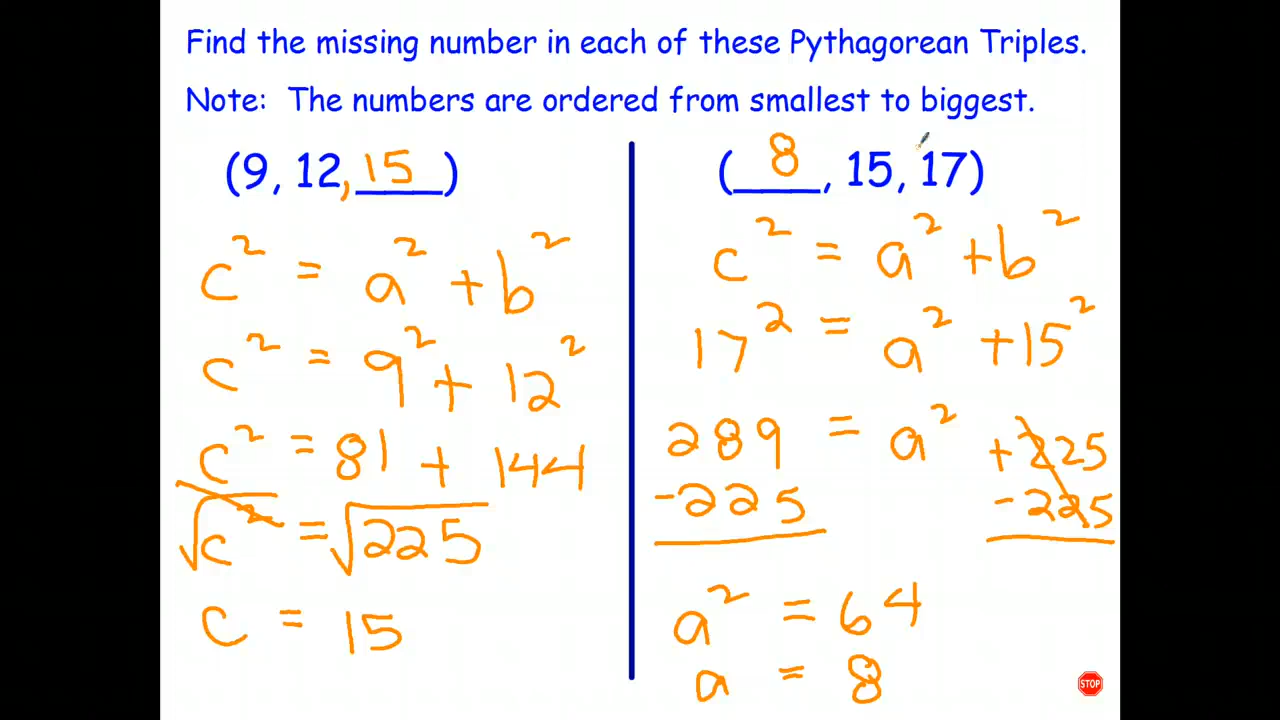 Find the missing number in each of these Pythagorean Triples.
Note: The numbers are ordered from smallest to biggest.
(9, 12, 15)
c² = a² + b²
c² = 9² + 12²
c² = 81 + 144
√c² = √225
c = 15
(8, 15, 17)
c² = a² + b²
17² = a² + 15²
289 = a² + 225
-225 -225
a² = 64
a = 8
STOP